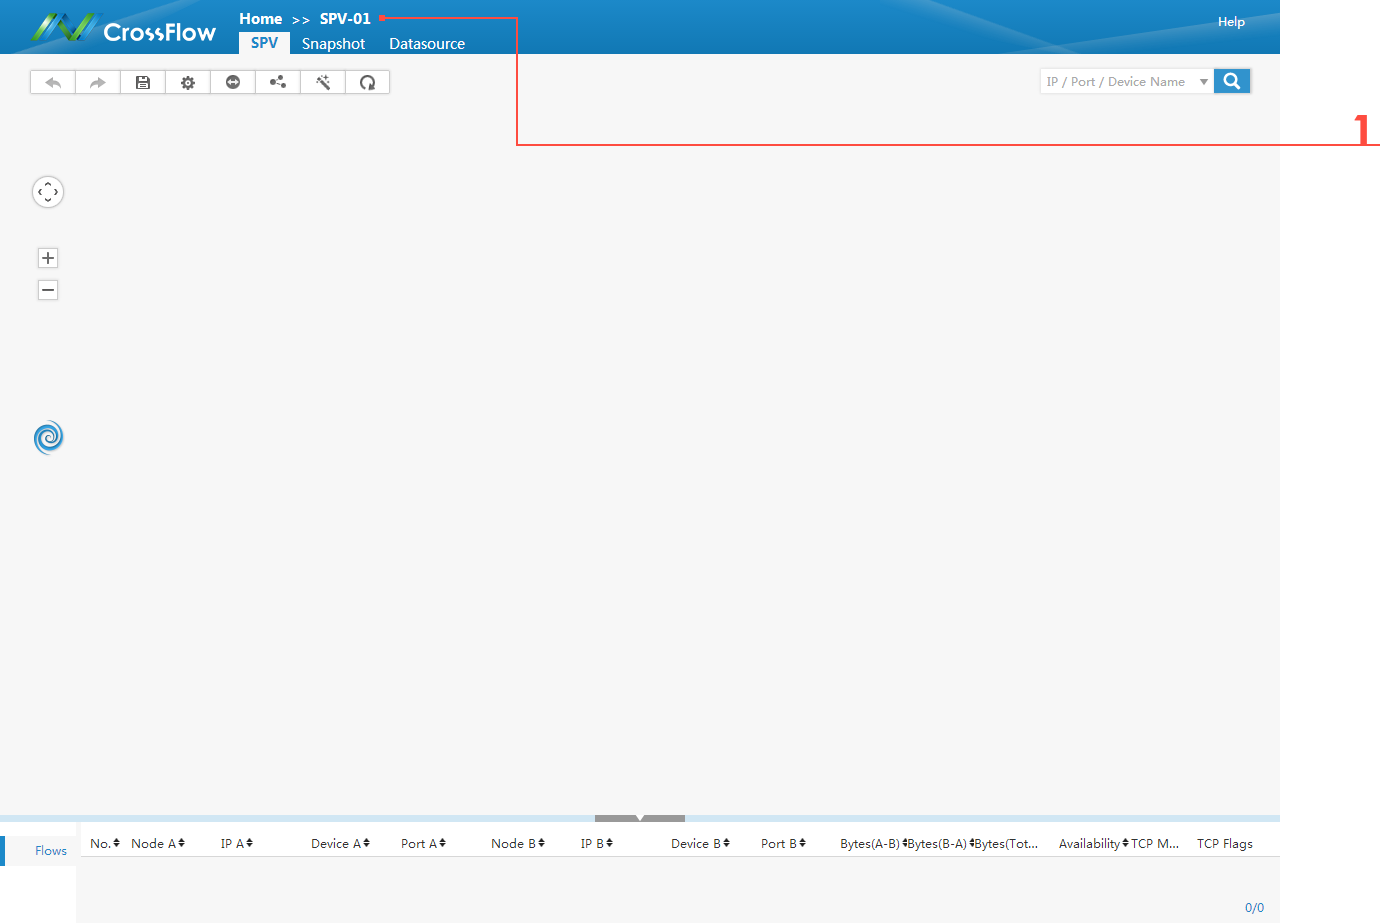 CrossFlow
Home >> SPV-01
Help
SPV Snapshot Datasource
IP / Port / Device Name
1
Flows
No. Node A IP A Device A Port A Node B IP B Device B Port B Bytes(A-B) Bytes(B-A) Bytes(Tot... Availability TCP M... TCP Flags
0/0